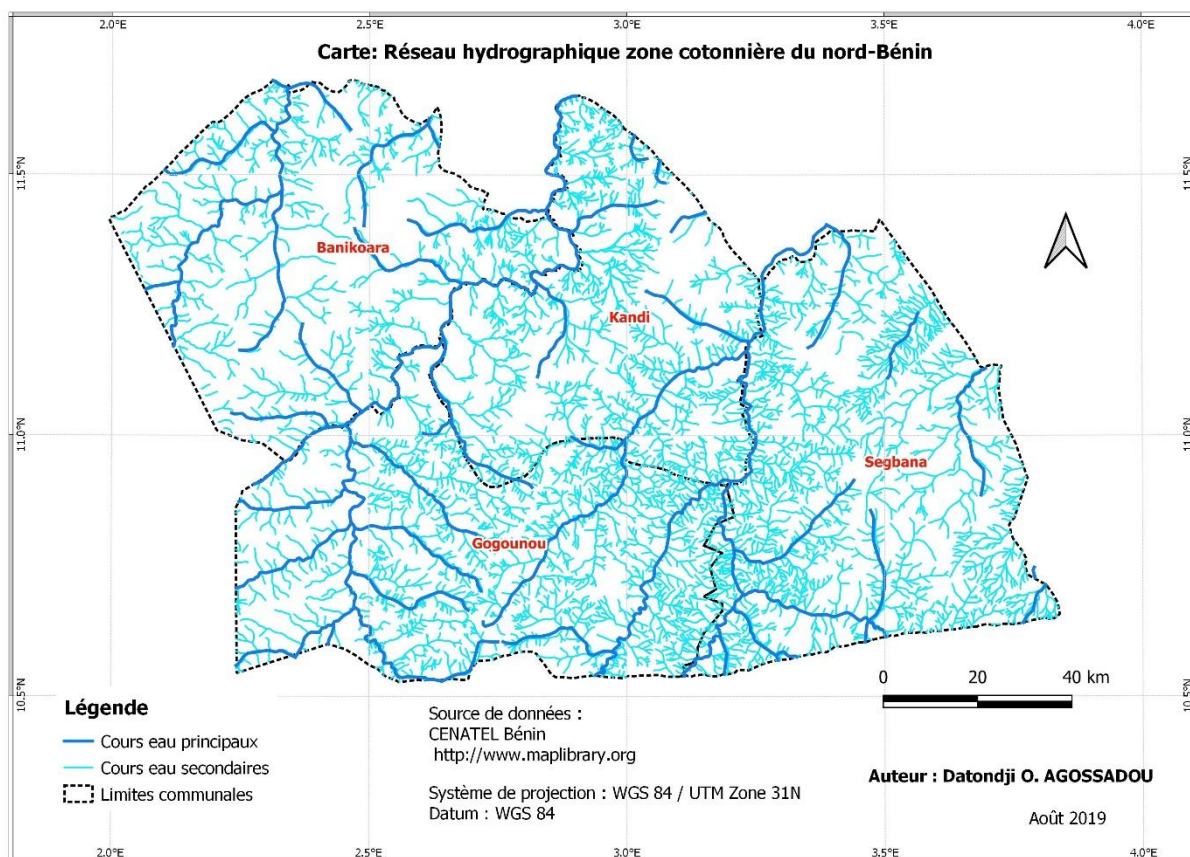 2.0°E 2.5°E 3.0°E 3.5°E 4.0°E
Carte: Réseau hydrographique zone cotonnière du nord-Bénin
11.5°N 11.5°N
Banikoara
Kandi
11.0°N 11.0°N
Segbana
Gogounou
0 20 40 km
10.5°N 10.5°N
Légende
Cours eau principaux
Cours eau secondaires
Limites communales
Source de données :
CENATEL Bénin
http://www.maplibrary.org
Système de projection : WGS 84 / UTM Zone 31N
Datum : WGS 84
Auteur : Datondji O. AGOSSADOU
Août 2019
2.0°E 2.5°E 3.0°E 3.5°E 4.0°E